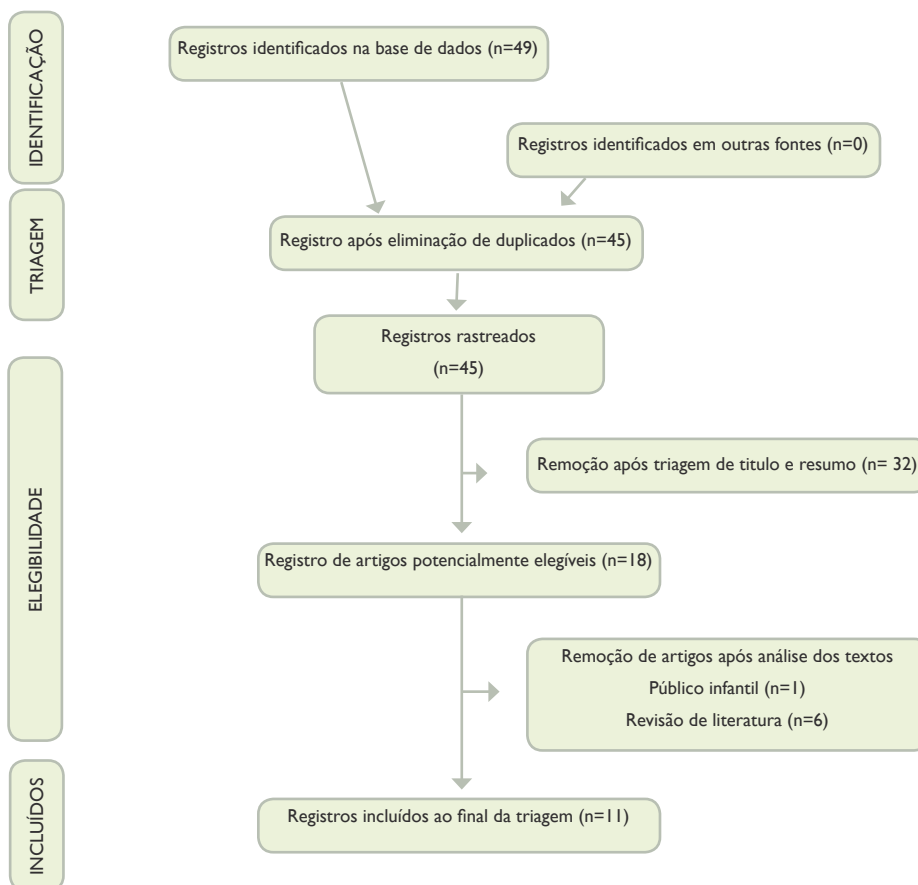 IDENTIFICAÇÃO
Registros identificados na base de dados (n=49)
Registros identificados em outras fontes (n=0)
TRIAGEM
Registro após eliminação de duplicados (n=45)
Registros rastreados
(n=45)
ELEGIBILIDADE
Remoção após triagem de titulo e resumo (n= 32)
Registro de artigos potencialmente elegíveis (n=18)
Remoção de artigos após análise dos textos
Público infantil (n=1)
Revisão de literatura (n=6)
INCLUÍDOS
Registros incluídos ao final da triagem (n=11)